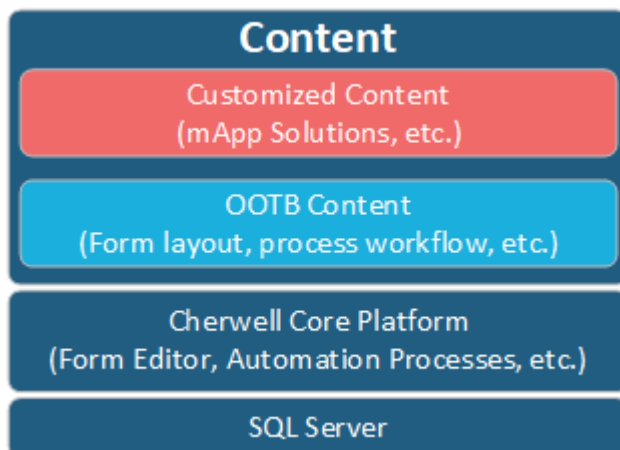 Content
Customized Content
(mApp Solutions, etc.)
OOTB Content
(Form layout, process workflow, etc.)
Cherwell Core Platform
(Form Editor, Automation Processes, etc.)
SQL Server